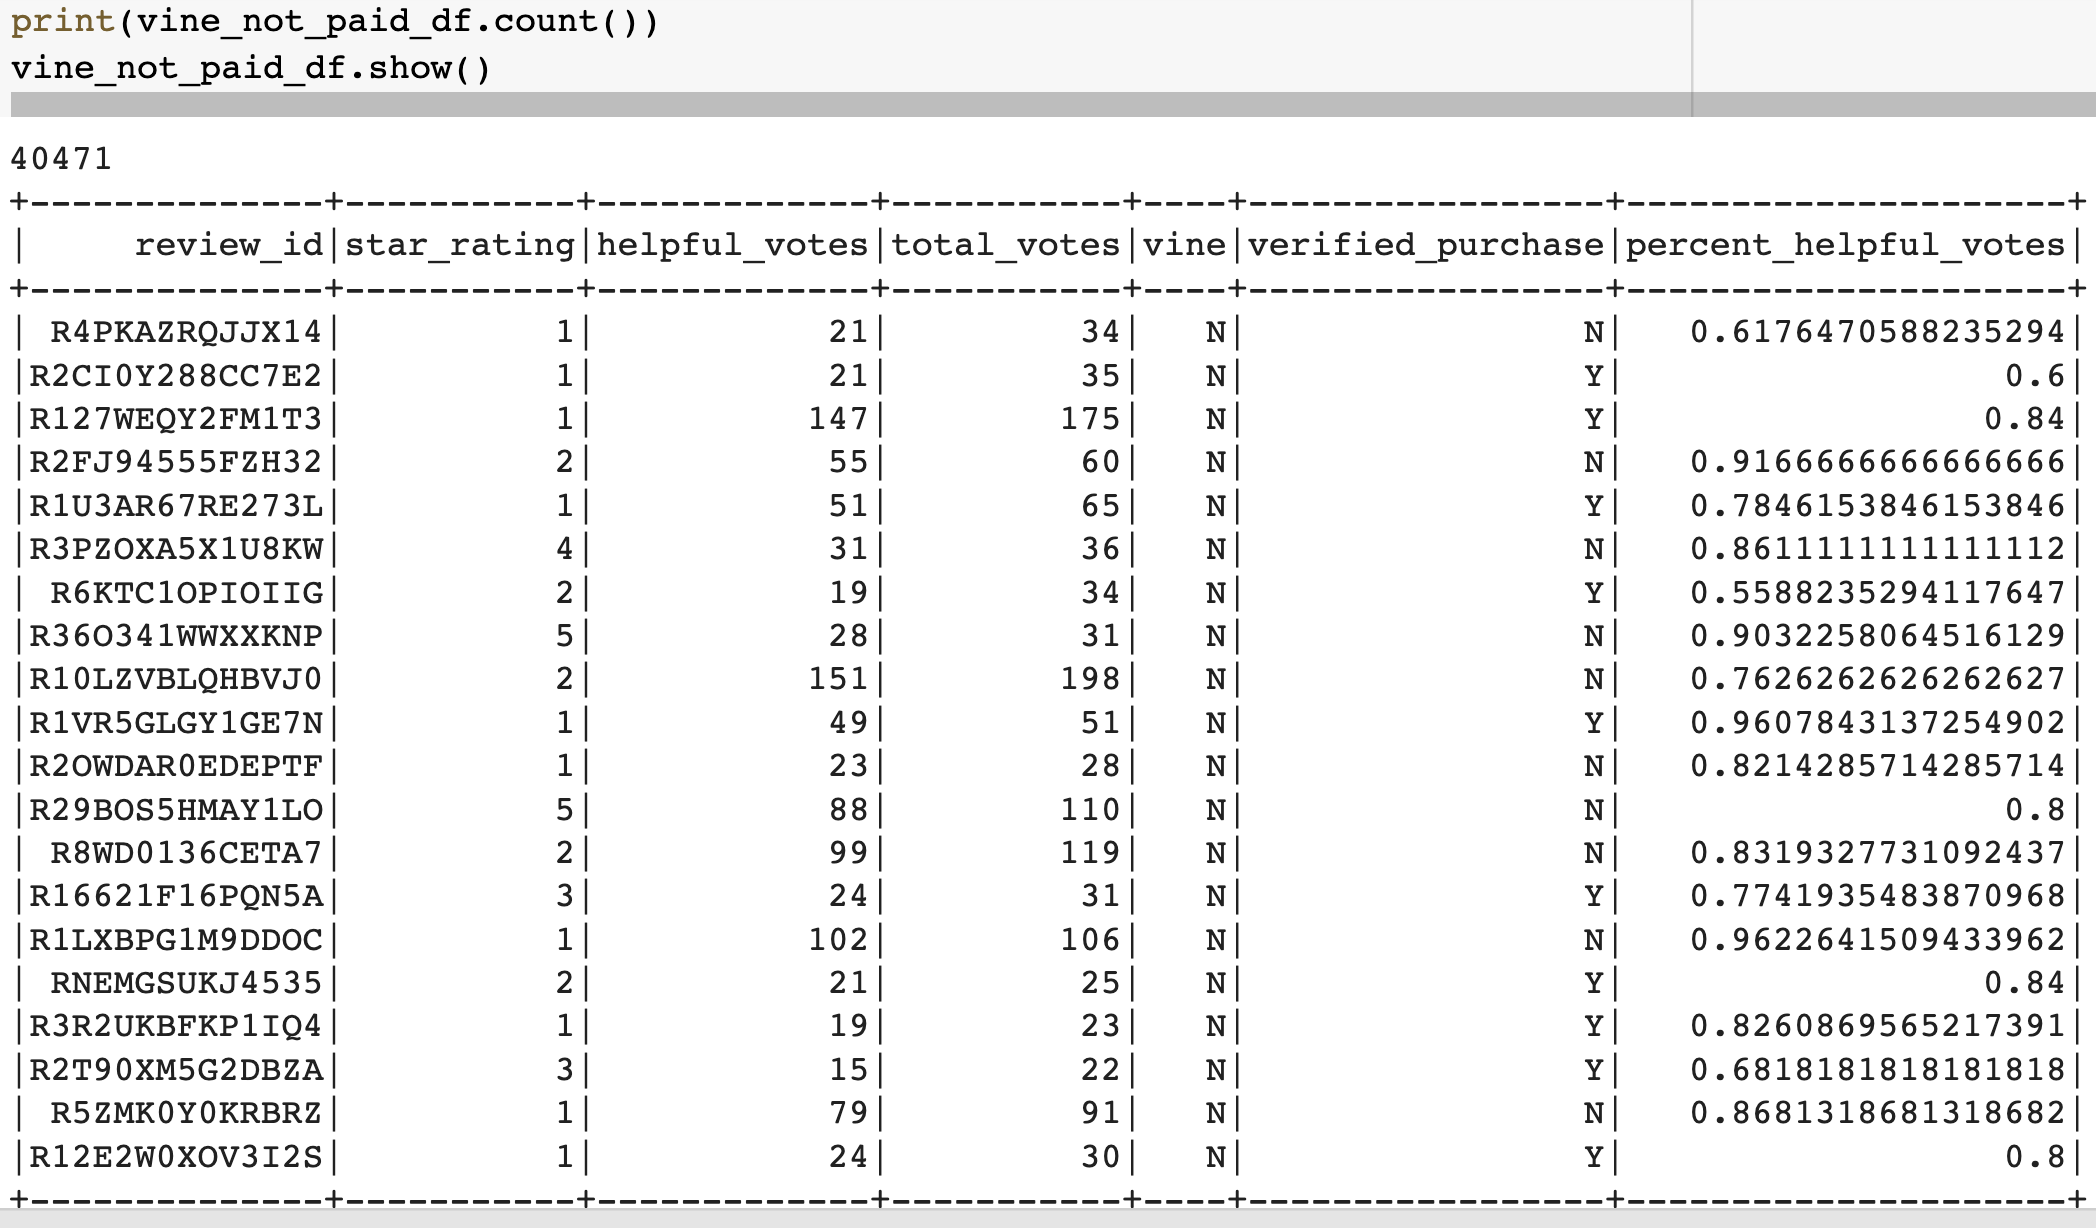 print(vine_not_paid_df.count())
vine_not_paid_df.show()
40471
+--------------+-----------+-------------+-----------+----+-----------------+---------------------+
|     review_id|star_rating|helpful_votes|total_votes|vine|verified_purchase|percent_helpful_votes|
+--------------+-----------+-------------+-----------+----+-----------------+---------------------+
| R4PKAZRQJJX14|          1|           21|         34|   N|                N|   0.6176470588235294|
|R2CI0Y288CC7E2|          1|           21|         35|   N|                Y|                  0.6|
|R127WEQY2FM1T3|          1|          147|        175|   N|                Y|                 0.84|
|R2FJ94555FZH32|          2|           55|         60|   N|                N|   0.9166666666666666|
|R1U3AR67RE273L|          1|           51|         65|   N|                Y|   0.7846153846153846|
|R3PZOXA5X1U8KW|          4|           31|         36|   N|                N|   0.8611111111111112|
| R6KTC1OPIOIIG|          2|           19|         34|   N|                Y|   0.5588235294117647|
|R36O341WWXXKNP|          5|           28|         31|   N|                N|   0.9032258064516129|
|R10LZVBLQHBVJ0|          2|          151|        198|   N|                N|   0.7626262626262627|
|R1VR5GLGY1GE7N|          1|           49|         51|   N|                Y|   0.9607843137254902|
|R2OWDAR0EDEPTF|          1|           23|         28|   N|                N|   0.8214285714285714|
|R29BOS5HMAY1LO|          5|           88|        110|   N|                N|                  0.8|
| R8WD0136CETA7|          2|           99|        119|   N|                N|   0.8319327731092437|
|R16621F16PQN5A|          3|           24|         31|   N|                Y|   0.7741935483870968|
|R1LXBPG1M9DDOC|          1|          102|        106|   N|                N|   0.9622641509433962|
| RNEMGSUKJ4535|          2|           21|         25|   N|                Y|                 0.84|
|R3R2UKBFKP1IQ4|          1|           19|         23|   N|                Y|   0.8260869565217391|
|R2T90XM5G2DBZA|          3|           15|         22|   N|                Y|   0.6818181818181818|
| R5ZMK0Y0KRBRZ|          1|           79|         91|   N|                N|   0.8681318681318682|
|R12E2W0XOV3I2S|          1|           24|         30|   N|                Y|                  0.8|
+--------------+-----------+-------------+-----------+----+-----------------+---------------------+